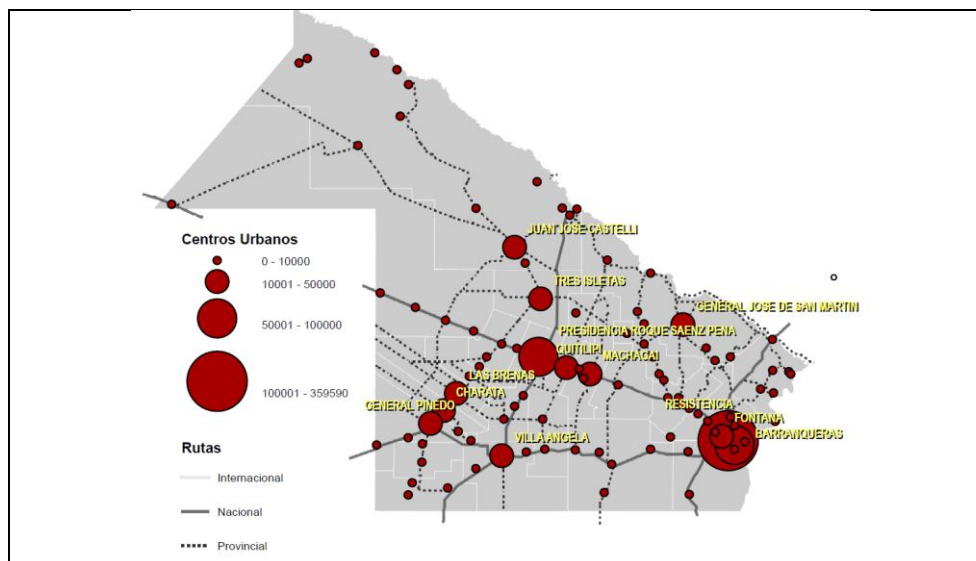 JUAN JOSE CASTELLI
Centros Urbanos
0 - 10000
10001 - 50000
50001 - 100000
100001 - 359590
TRES ISLETAS
GENERAL JOSE DE SAN MARTIN
PRESIDENCIA ROQUE SAENZ PENA
QUITILIPI
MACHAGAI
LAS BRENAS
CHARATA
GENERAL PINEDO
RESISTENCIA
FONTANA
BARRANQUERAS
VILLA ANGELA
Rutas
Internacional
Nacional
Provincial